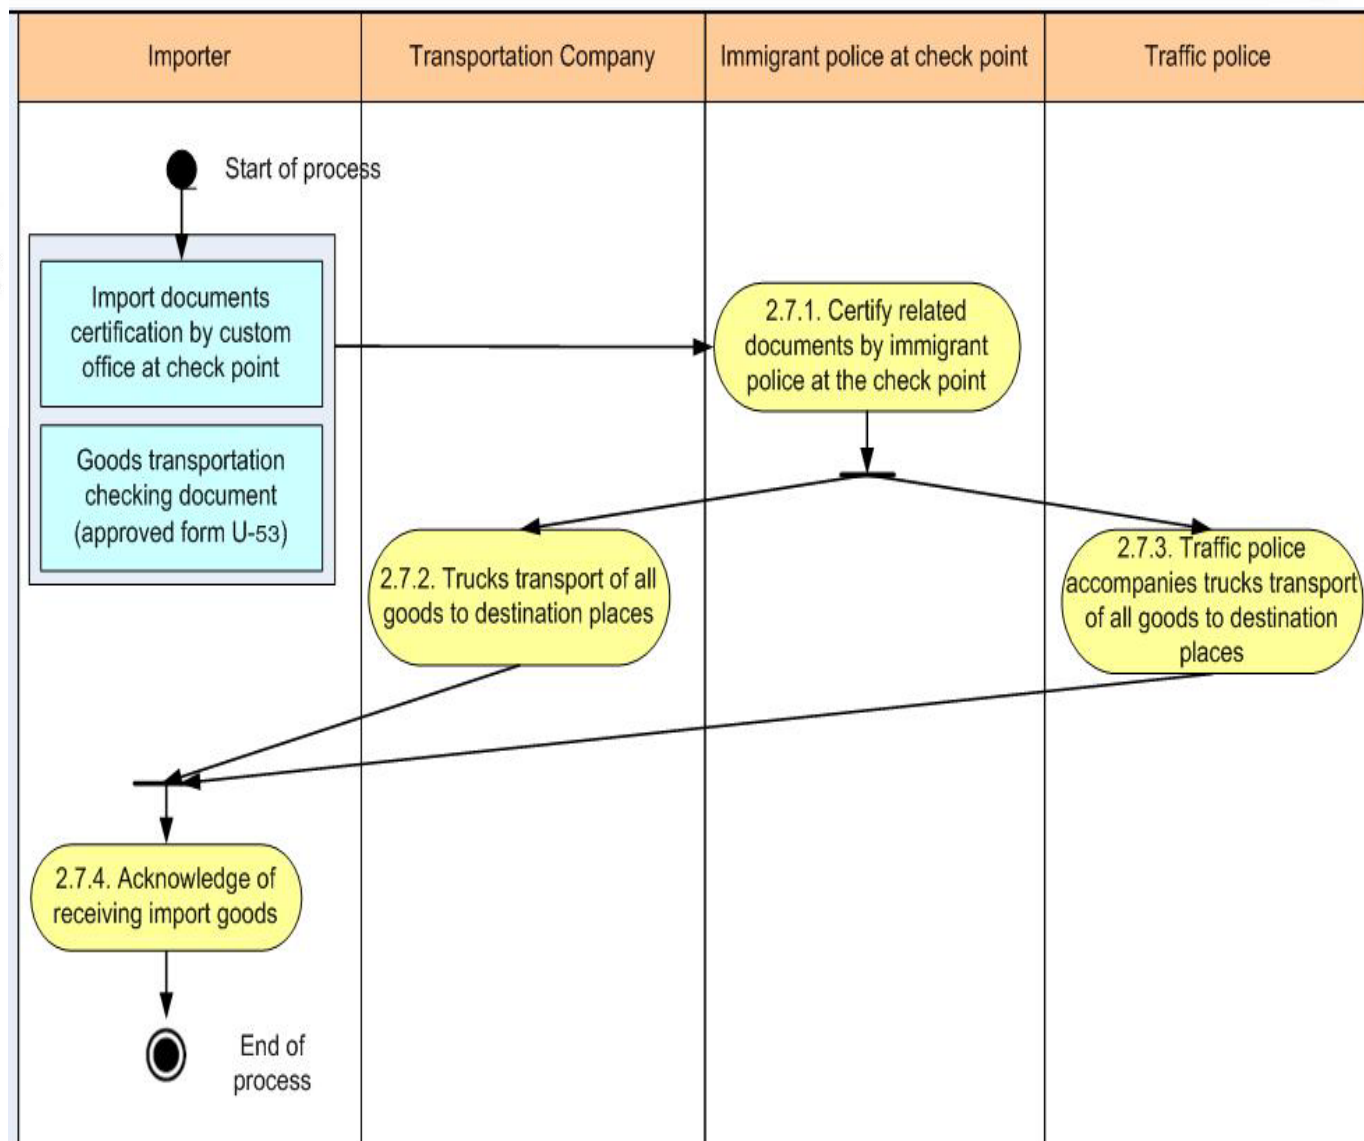 Importer
Transportation Company
Immigrant police at check point
Traffic police
Start of process
Import documents
certification by custom
office at check point
Goods transportation
checking document
(approved form U-53)
2.7.1. Certify related
documents by immigrant
police at the check point
2.7.2. Trucks transport of all
goods to destination places
2.7.3. Traffic police
accompanies trucks transport
of all goods to destination
places
2.7.4. Acknowledge of
receiving import goods
End of
process